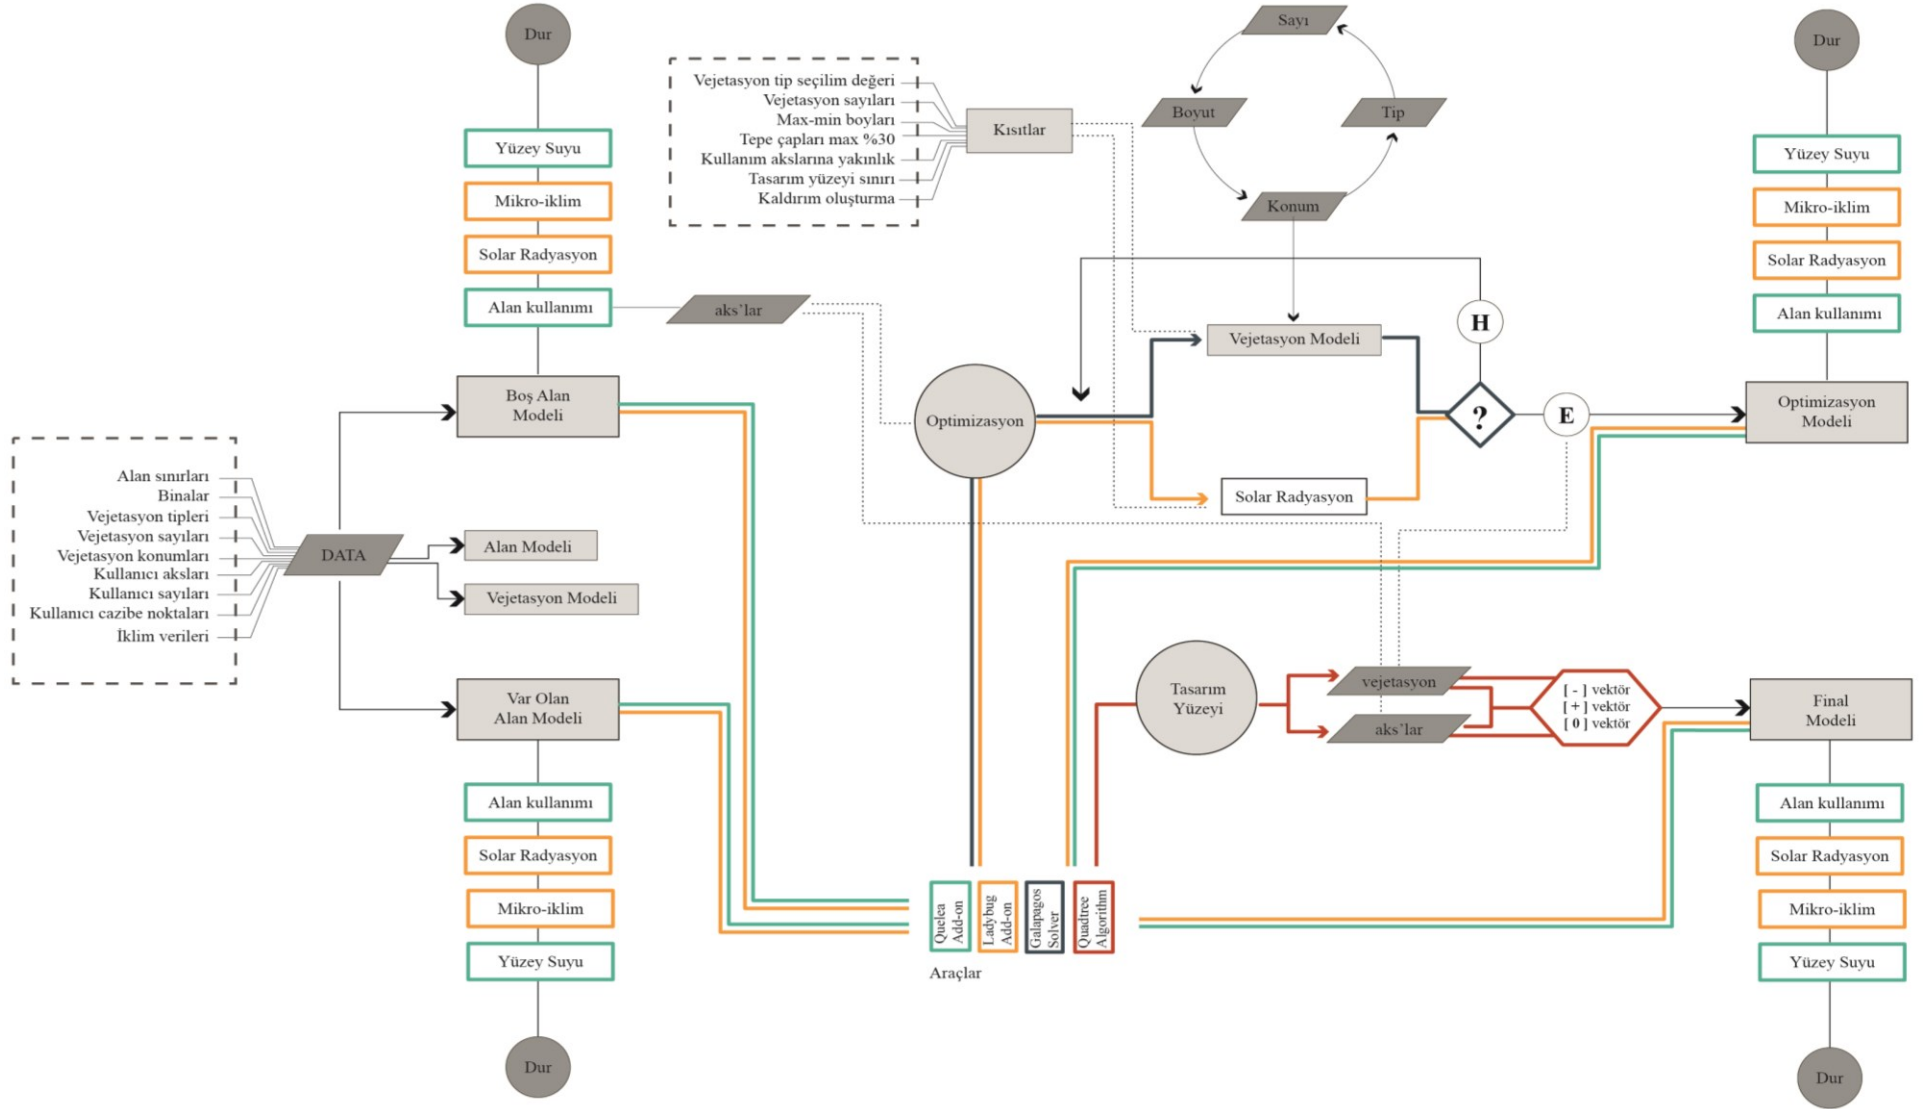 Dur
Yüzey Suyu
Mikro-iklim
Solar Radyasyon
Alan kullanımı
aks'lar
Boş Alan
Modeli
Alan sınırları
Binalar
Vejetasyon tipleri
Vejetasyon sayıları
Vejetasyon konumları
Kullanıcı aksları
Kullanıcı sayıları
Kullanıcı cazibe noktaları
İklim verileri
DATA
Alan Modeli
Vejetasyon Modeli
Var Olan
Alan Modeli
Alan kullanımı
Solar Radyasyon
Mikro-iklim
Yüzey Suyu
Dur
Vejetasyon tip seçilim değeri
Vejetasyon sayıları
Max-min boyları
Tepe çapları max %30
Kullanım akslarına yakınlık
Tasarım yüzeyi sınırı
Kaldırım oluşturma
Kısıtlar
Sayı
Boyut
Tip
Konum
Optimizasyon
Vejetasyon Modeli
Solar Radyasyon
H
?
E
Tasarım
Yüzeyi
vejetasyon
aks'lar
[ - ] vektör
[ + ] vektör
[ 0 ] vektör
Quelea
Add-on
Ladybug
Add-on
Galapagos
Solver
Quadtree
Algorithm
Araçlar
Dur
Yüzey Suyu
Mikro-iklim
Solar Radyasyon
Alan kullanımı
Optimizasyon
Modeli
Final
Modeli
Alan kullanımı
Solar Radyasyon
Mikro-iklim
Yüzey Suyu
Dur